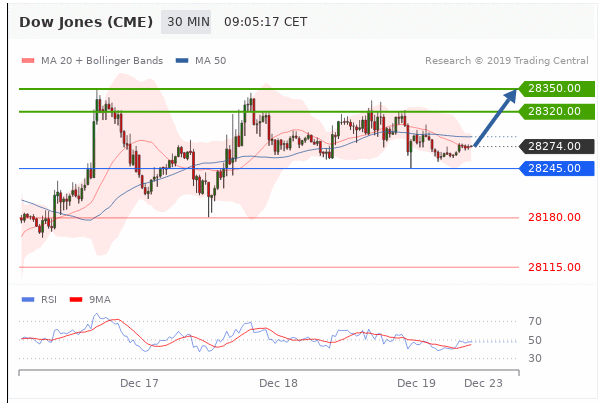 Dow Jones (CME) 30 MIN 09:05:17 CET
MA 20 + Bollinger Bands MA 50 Research © 2019 Trading Central
28350.00
28320.00
28274.00
28245.00
28180.00
28115.00
RSI 9MA
70
50
30
Dec 17 Dec 18 Dec 19 Dec 23